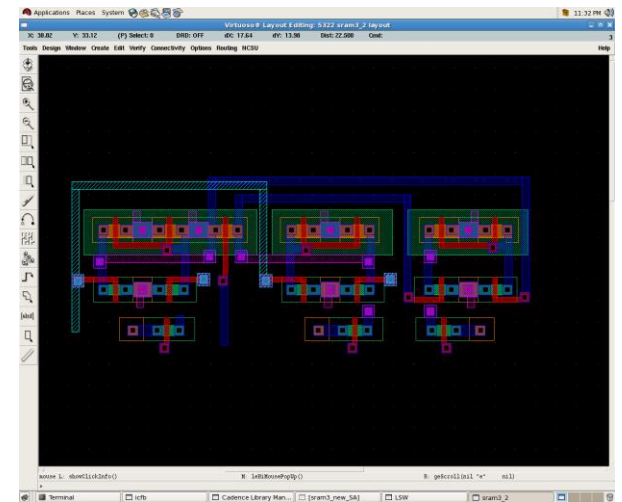 Applications Places System 11:32 PM
Virtuoso® Layout Editing: 5322 sram3_2 layout
X: 30.82 Y: 33.12 (F) Select: 0 DRD: OFF dX: 17.64 dY: 13.96 Dist: 22.500 Cmd: 3
Tools Design Window Create Edit Verify Connectivity Options Routing NCSU Help
[abcd]
mouse L: showClickInfo() M: leHiMousePopUp() R: geScroll(nil "e" nil)
>
Terminal icfb Cadence Library Man... [sram3_new_SA] LSW sram3_2